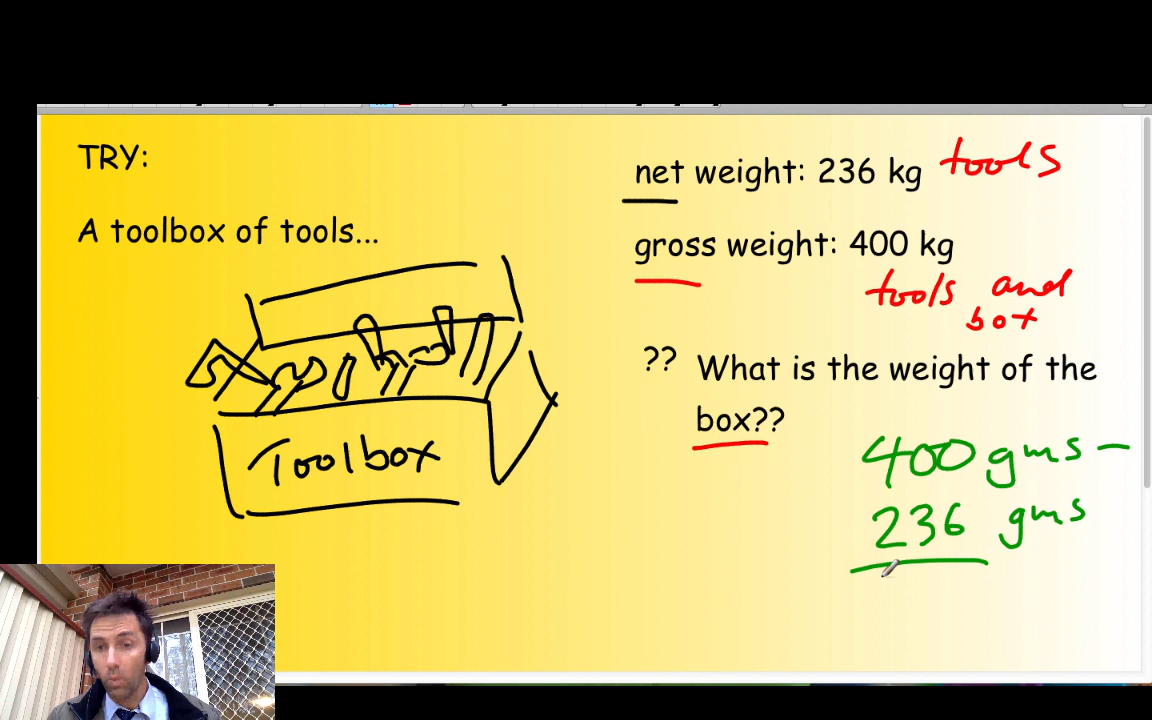 TRY:
A toolbox of tools...
Toolbox
net weight: 236 kg tools
gross weight: 400 kg
tools and
box
?? What is the weight of the
box??
400 gms –
236 gms